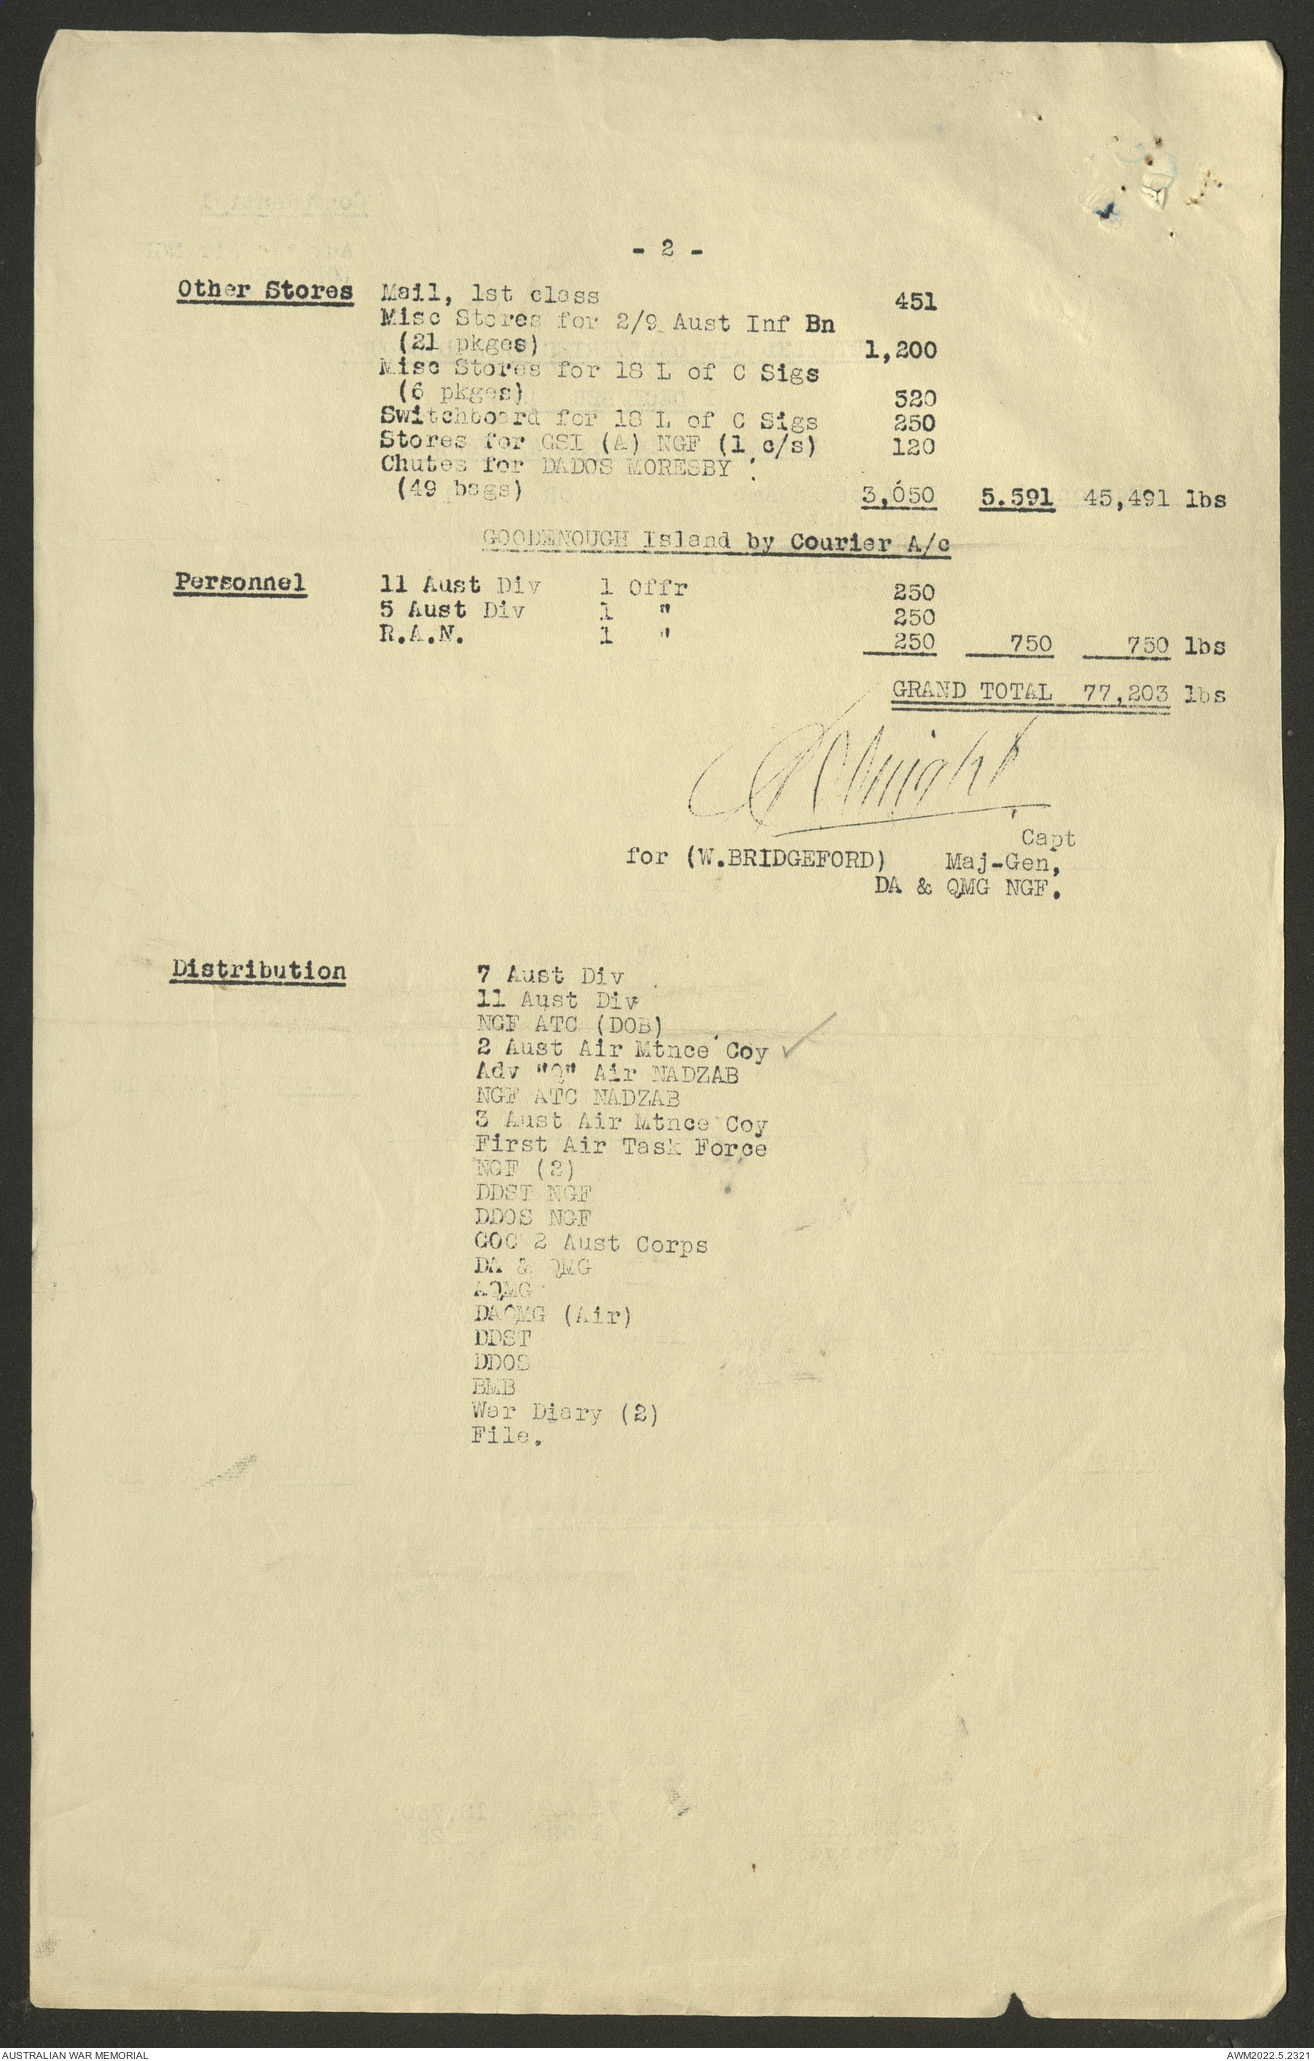 - 2 -
Other Stores Mail, 1st class 451
Misc Stores for 2/9 Aust Inf Bn
(21 pkges) 1,200
Misc Stores for 18 L of C Sigs
(6 pkges) 520
Switchboard for 18 L of C Sigs 250
Stores for GSI (A) NGF (1 c/s) 120
Chutes for DADOS MORESBY
(49 bags) 3,050 5.591 45,491 lbs
GOODENOUGH Island by Courier A/c
Personnel 11 Aust Div 1 Offr 250
5 Aust Div 1 " 250
R.A.N. 1 " 250 750 750 lbs
GRAND TOTAL 77,203 lbs
Knight
Capt
for (W.BRIDGEFORD) Maj-Gen,
DA & QMG NGF.
Distribution 7 Aust Div
11 Aust Div
NGF ATC (DOB)
2 Aust Air Mtnce Coy ✓
Adv "Q" Air NADZAB
NGF ATC NADZAB
3 Aust Air Mtnce Coy
First Air Task Force
NGF (2)
DDST NGF
DDOS NGF
GOC 2 Aust Corps
DA & QMG
AQMG
DAQMG (Air)
DDST
DDOS
BMB
War Diary (2)
File.
AUSTRALIAN WAR MEMORIAL AWM2022.5.2321